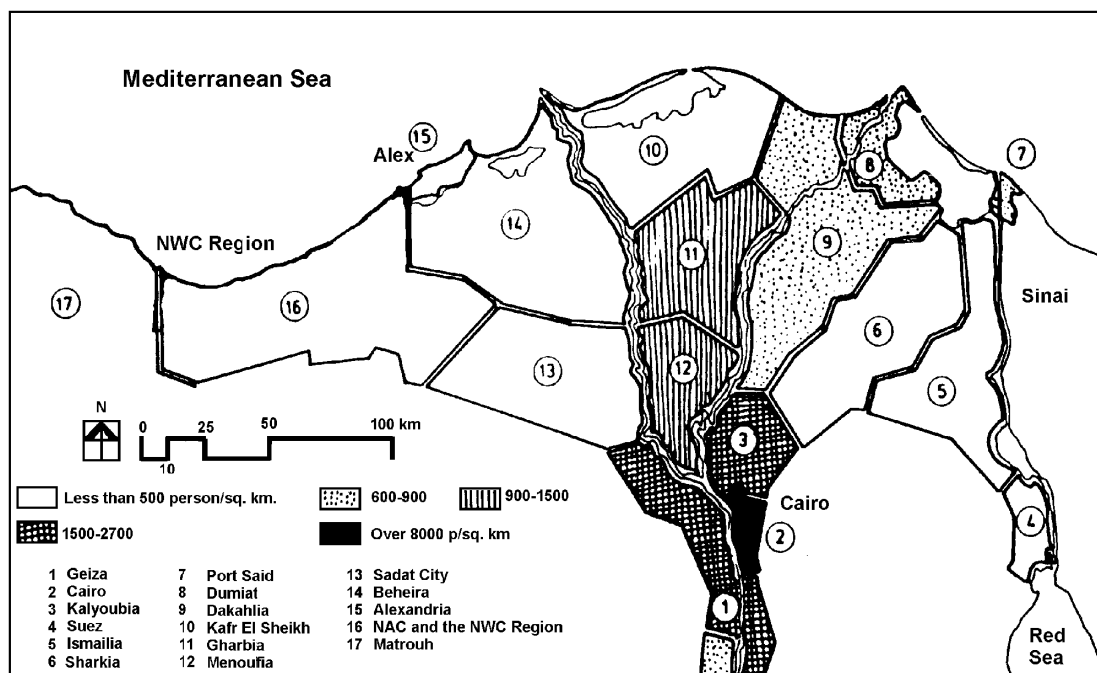 Mediterranean Sea
15
Alex
10
8
7
14
NWC Region
11
9
17
16
Sinai
6
13
12
5
N
0 25 50 100 km
10
3
Less than 500 person/sq. km.
600-900
900-1500
Cairo
1500-2700
Over 8000 p/sq. km
2
4
1 Geiza
2 Cairo
3 Kalyoubia
4 Suez
5 Ismailia
6 Sharkia
7 Port Said
8 Dumiat
9 Dakahlia
10 Kafr El Sheikh
11 Gharbia
12 Menoufia
13 Sadat City
14 Beheira
15 Alexandria
16 NAC and the NWC Region
17 Matrouh
1
Red
Sea